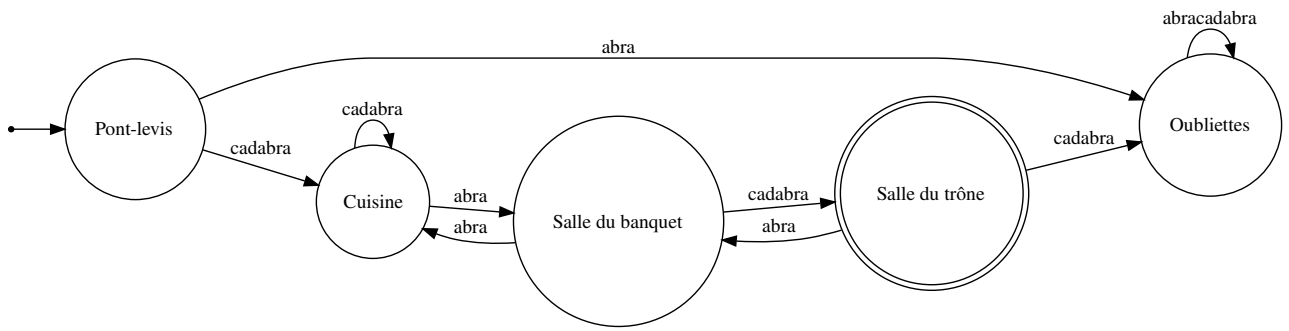 abracadabra
abra
cadabra
Pont-levis
Oubliettes
cadabra
cadabra
abra
cadabra
Salle du trône
Cuisine
Salle du banquet
abra
abra